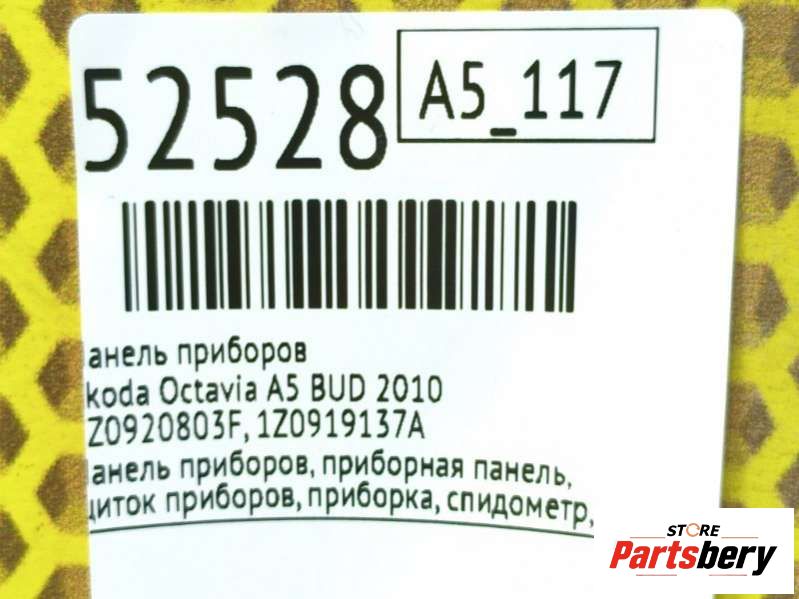 52528
A5_117
анель приборов
koda Octavia A5 BUD 2010
Z0920803F, 1Z0919137A
анель приборов, приборная панель,
иток приборов, приборка, спидометр,
STORE
Partsbery